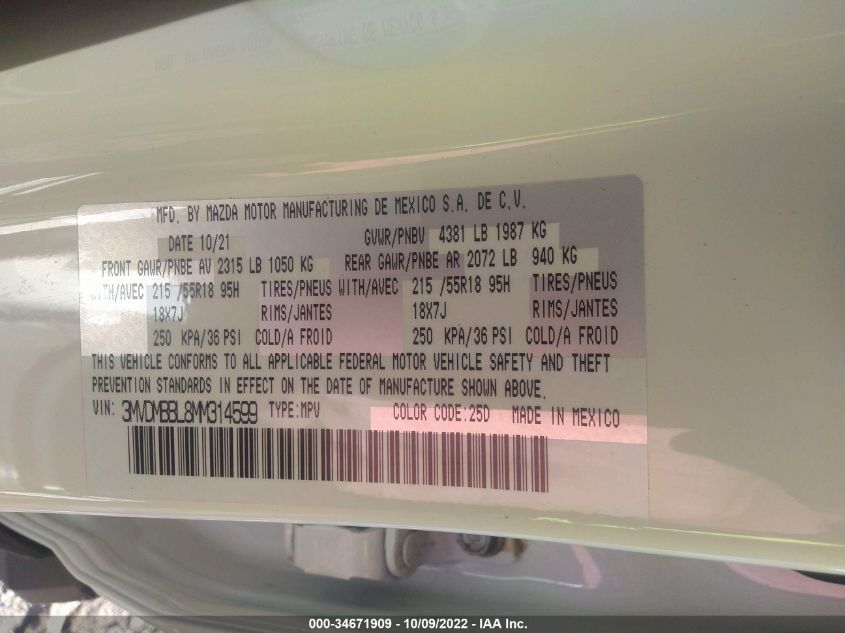 MFD. BY MAZDA MOTOR MANUFACTURING DE MEXICO S.A. DE C.V.
DATE 10/21 GVWR/PNBV 4381 LB 1987 KG
FRONT GAWR/PNBE AV 2315 LB 1050 KG REAR GAWR/PNBE AR 2072 LB 940 KG
WITH/AVEC 215 /55R18 95H TIRES/PNEUS WITH/AVEC 215 /55R18 95H TIRES/PNEUS
18X7J RIMS/JANTES 18X7J RIMS/JANTES
250 KPA/36 PSI COLD/A FROID 250 KPA/36 PSI COLD/A FROID
THIS VEHICLE CONFORMS TO ALL APPLICABLE FEDERAL MOTOR VEHICLE SAFETY AND THEFT
PREVENTION STANDARDS IN EFFECT ON THE DATE OF MANUFACTURE SHOWN ABOVE.
VIN: 3MVDMBBL8MM314599 TYPE:MPV COLOR CODE:25D MADE IN MEXICO
000-34671909 - 10/09/2022 - IAA Inc.